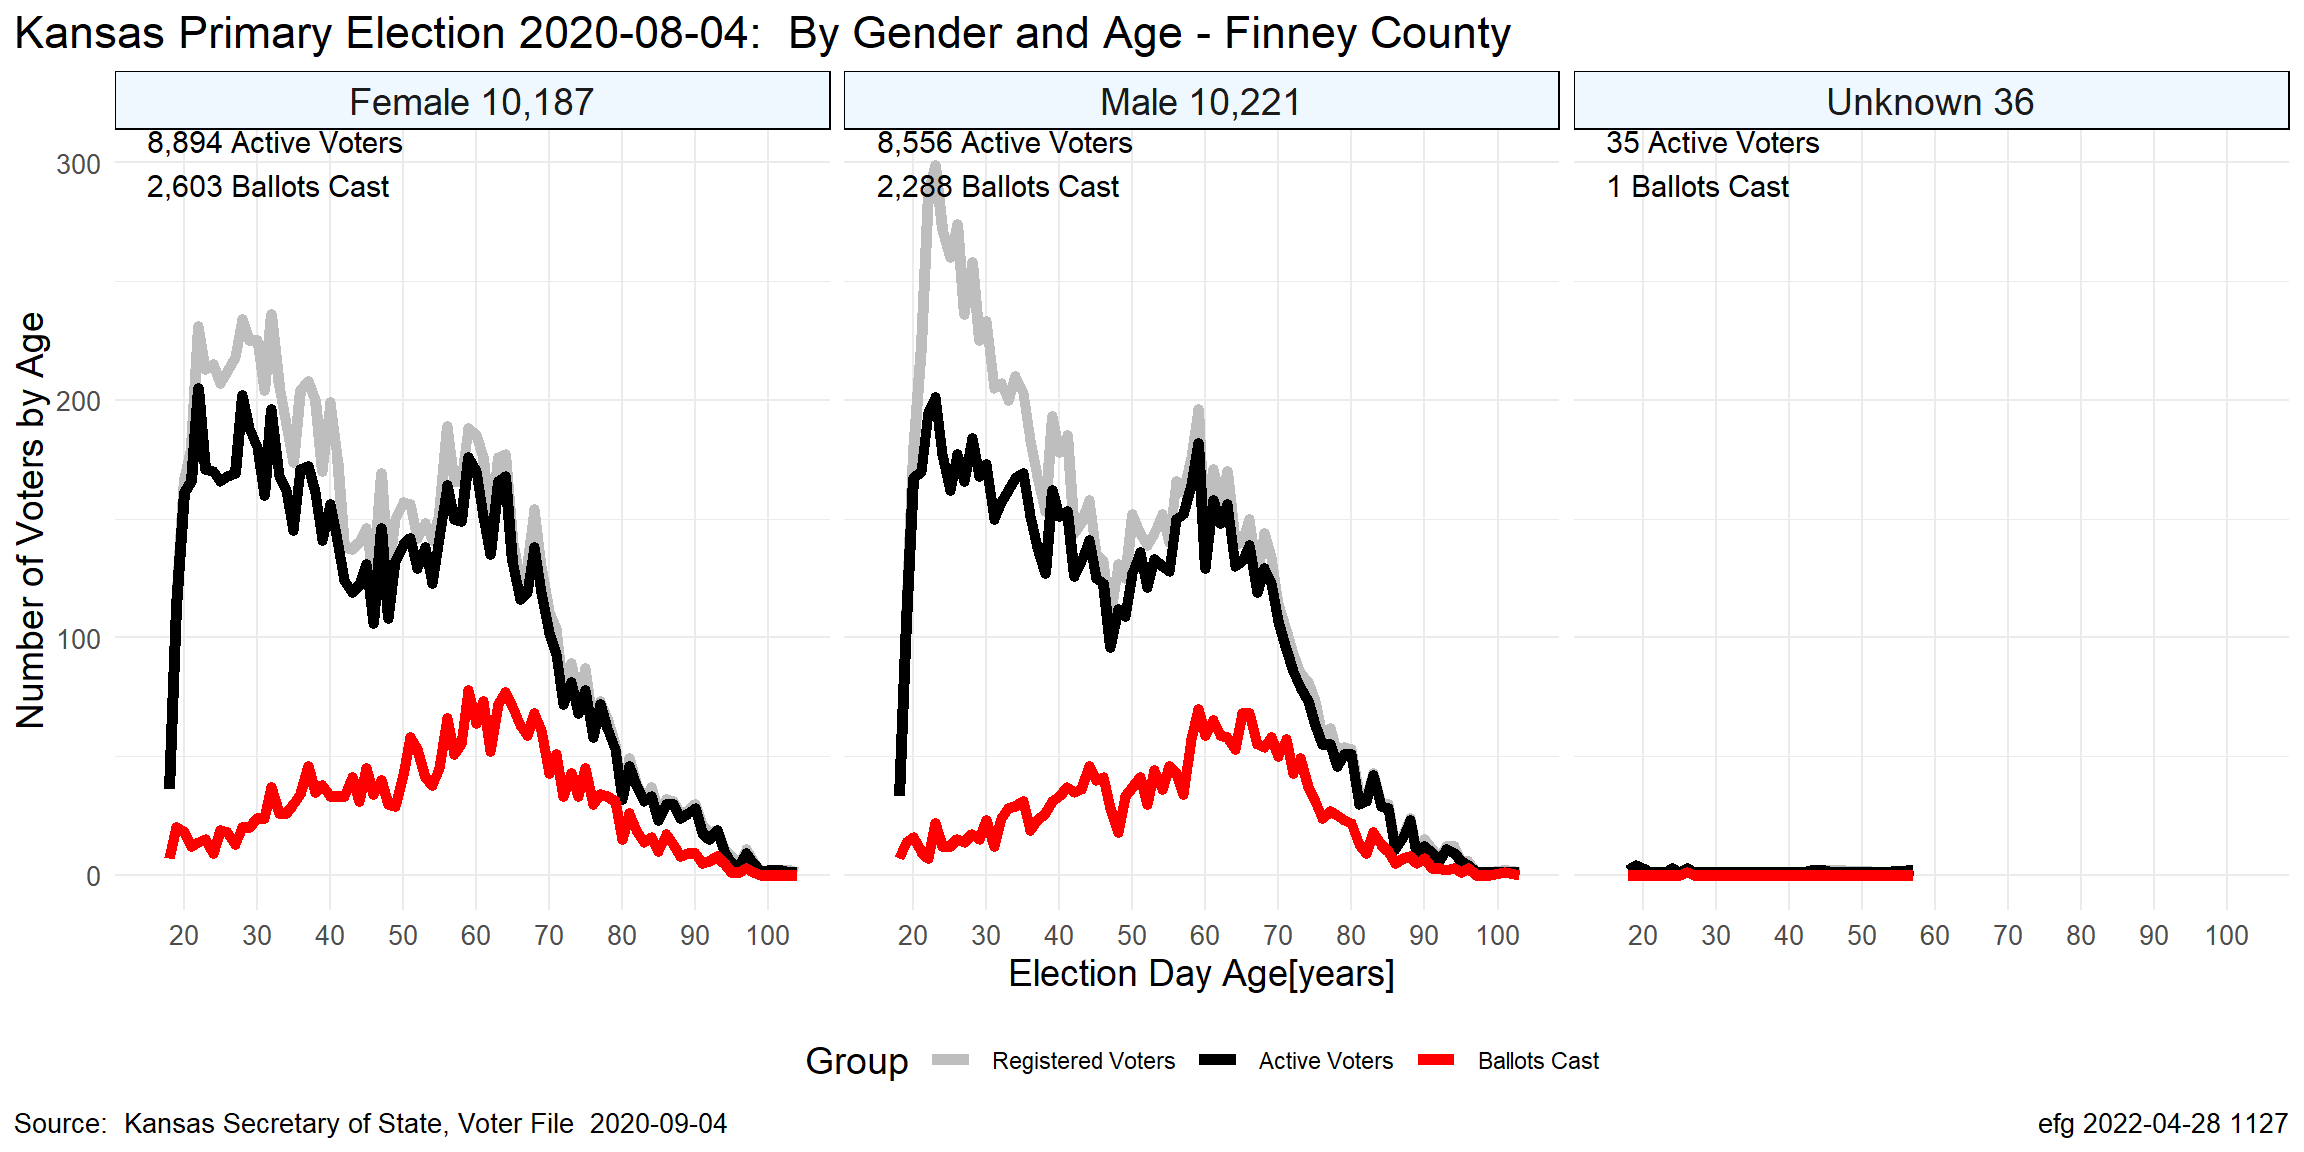 Kansas Primary Election 2020-08-04:  By Gender and Age - Finney County
Female 10,187
Male 10,221
Unknown 36
8,894 Active Voters
2,603 Ballots Cast
8,556 Active Voters
2,288 Ballots Cast
35 Active Voters
1 Ballots Cast
Number of Voters by Age
300
200
100
0
20 30 40 50 60 70 80 90 100
20 30 40 50 60 70 80 90 100
20 30 40 50 60 70 80 90 100
Election Day Age[years]
Group Registered Voters Active Voters Ballots Cast
Source:  Kansas Secretary of State, Voter File  2020-09-04
efg 2022-04-28 1127